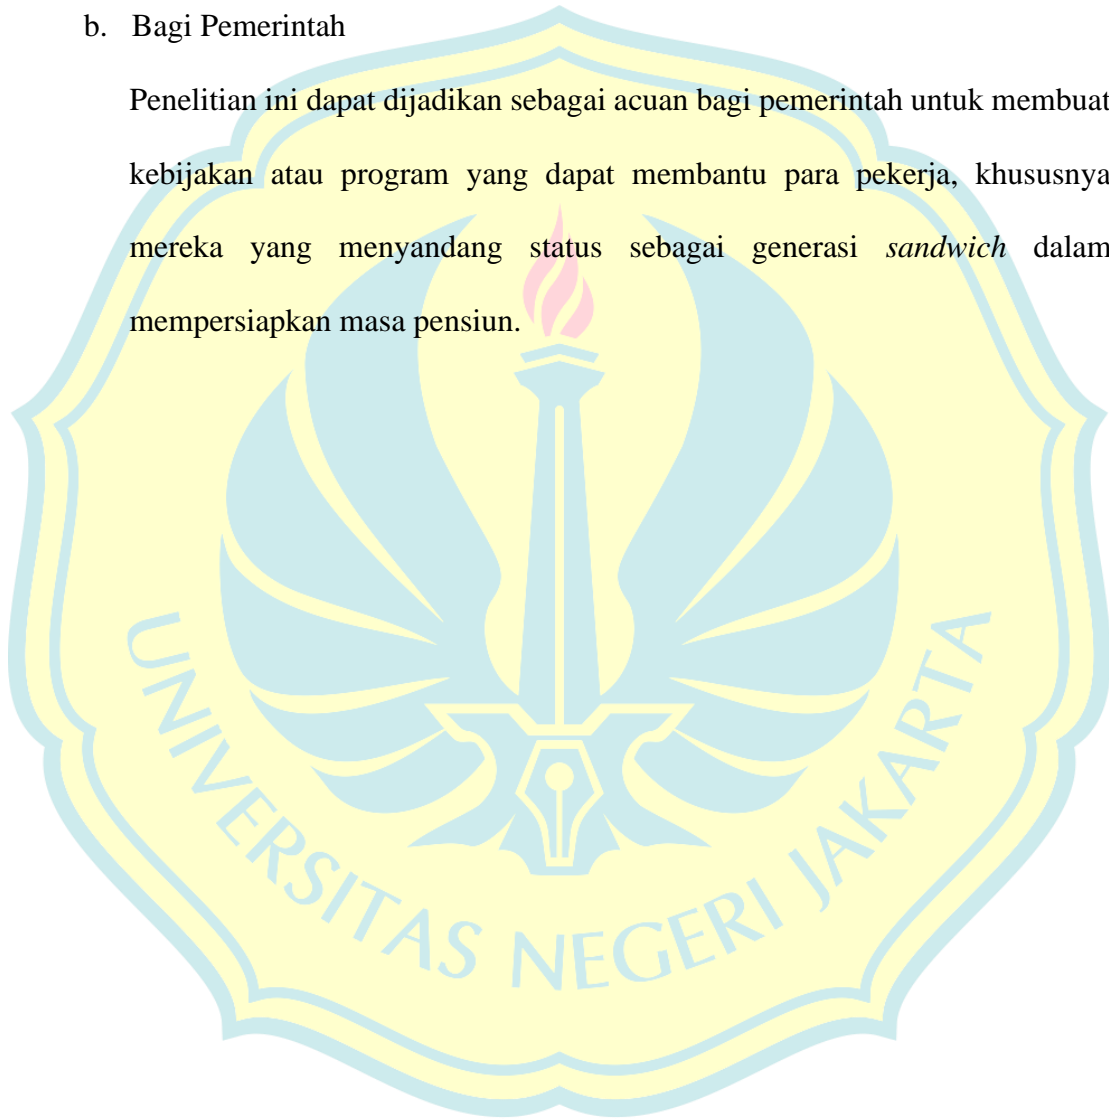 b. Bagi Pemerintah
Penelitian ini dapat dijadikan sebagai acuan bagi pemerintah untuk membuat
kebijakan atau program yang dapat membantu para pekerja, khususnya
mereka yang menyandang status sebagai generasi sandwich dalam
mempersiapkan masa pensiun.
UNIVERSITAS NEGERI JAKARTA